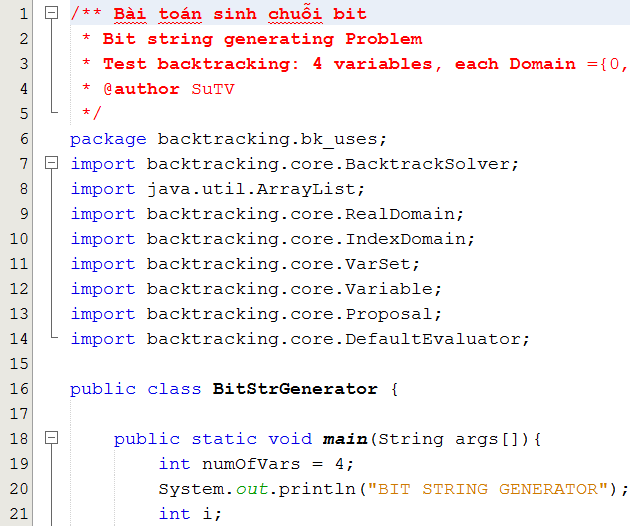 1 /** Bài toán sinh chuỗi bit
2 * Bit string generating Problem
3 * Test backtracking: 4 variables, each Domain ={0,
4 * @author SuTV
5 */
6 package backtracking.bk_uses;
7 import backtracking.core.BacktrackSolver;
8 import java.util.ArrayList;
9 import backtracking.core.RealDomain;
10 import backtracking.core.IndexDomain;
11 import backtracking.core.VarSet;
12 import backtracking.core.Variable;
13 import backtracking.core.Proposal;
14 import backtracking.core.DefaultEvaluator;
15
16 public class BitStrGenerator {
17
18 public static void main(String args[]){
19 int numOfVars = 4;
20 System.out.println("BIT STRING GENERATOR");
21 int i;